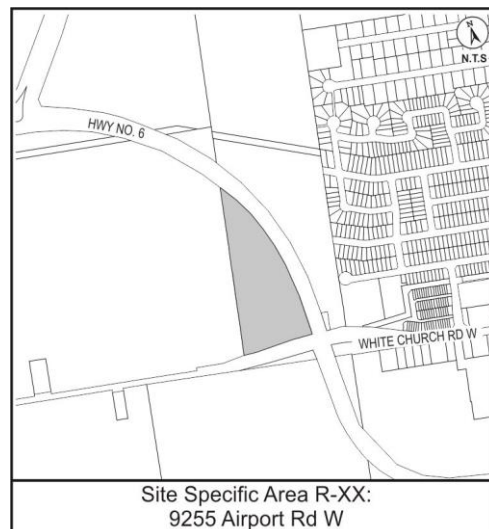 N
N.T.S
HWY NO. 6
WHITE CHURCH RD W
Site Specific Area R-XX:
9255 Airport Rd W